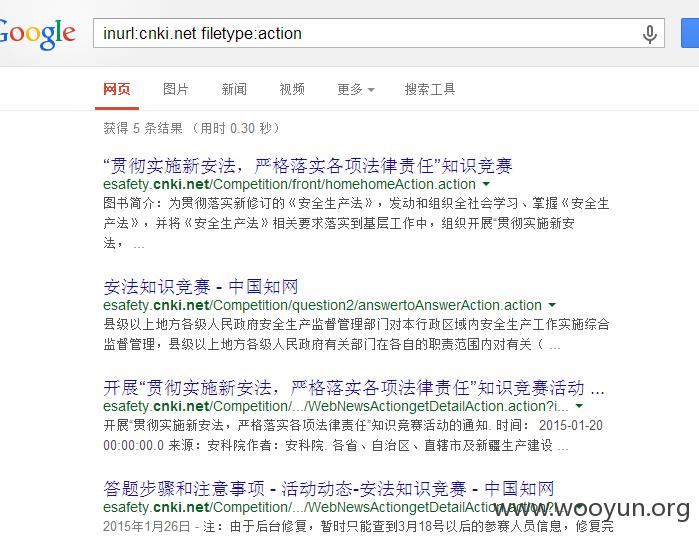 Google
inurl:cnki.net filetype:action
网页 图片 新闻 视频 更多 搜索工具
获得 5 条结果 （用时 0.30 秒）
“贯彻实施新安法，严格落实各项法律责任”知识竞赛
esafety.cnki.net/Competition/front/homehomeAction.action
图书简介：为贯彻落实新修订的《安全生产法》，发动和组织全社会学习、掌握《安全生
产法》，并将《安全生产法》相关要求落实到基层工作中，组织开展“贯彻实施新安
法， ...
安法知识竞赛 - 中国知网
esafety.cnki.net/Competition/question2/answertoAnswerAction.action
县级以上地方各级人民政府安全生产监督管理部门对本行政区域内安全生产工作实施综合
监督管理，县级以上地方各级人民政府有关部门在各自的职责范围内对有关（ ...
开展“贯彻实施新安法，严格落实各项法律责任”知识竞赛活动 ...
esafety.cnki.net/Competition/.../WebNewsActiongetDetailAction.action?i...
开展“贯彻实施新安法，严格落实各项法律责任”知识竞赛活动的通知. 时间： 2015-01-20
00:00:00.0 来源：安科院作者：安科院. 各省、自治区、直辖市及新疆生产建设 ...
答题步骤和注意事项 - 活动动态-安法知识竞赛 - 中国知网
esafety.cnki.net/Competition/.../WebNewsActiongetDetailAction.action?i...
2015年1月26日 - 注：由于后台修复，暂时只能查到3月18号以后的参赛人员信息，修复完
www.wooyun.org